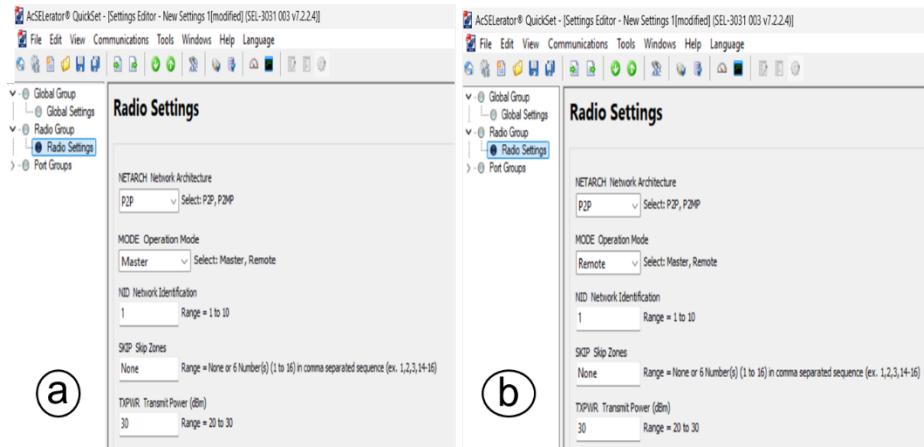 AcSELerator® QuickSet - [Settings Editor - New Settings 1[modified] (SEL-3031 003 v7.2.2.4)]
File Edit View Communications Tools Windows Help Language
Global Group
Global Settings
Radio Group
Radio Settings
Port Groups
Radio Settings
NETARCH Network Architecture
P2P Select: P2P, P2MP
MODE Operation Mode
Master Select: Master, Remote
NID Network Identification
1 Range = 1 to 10
SKIP Skip Zones
None Range = None or 6 Number(s) (1 to 16) in comma separated sequence (ex. 1,2,3,14-16)
TXPWR Transmit Power (dBm)
30 Range = 20 to 30
a
AcSELerator® QuickSet - [Settings Editor - New Settings 1[modified] (SEL-3031 003 v7.2.2.4)]
File Edit View Communications Tools Windows Help Language
Global Group
Global Settings
Radio Group
Radio Settings
Port Groups
Radio Settings
NETARCH Network Architecture
P2P Select: P2P, P2MP
MODE Operation Mode
Remote Select: Master, Remote
NID Network Identification
1 Range = 1 to 10
SKIP Skip Zones
None Range = None or 6 Number(s) (1 to 16) in comma separated sequence (ex. 1,2,3,14-16)
TXPWR Transmit Power (dBm)
30 Range = 20 to 30
b